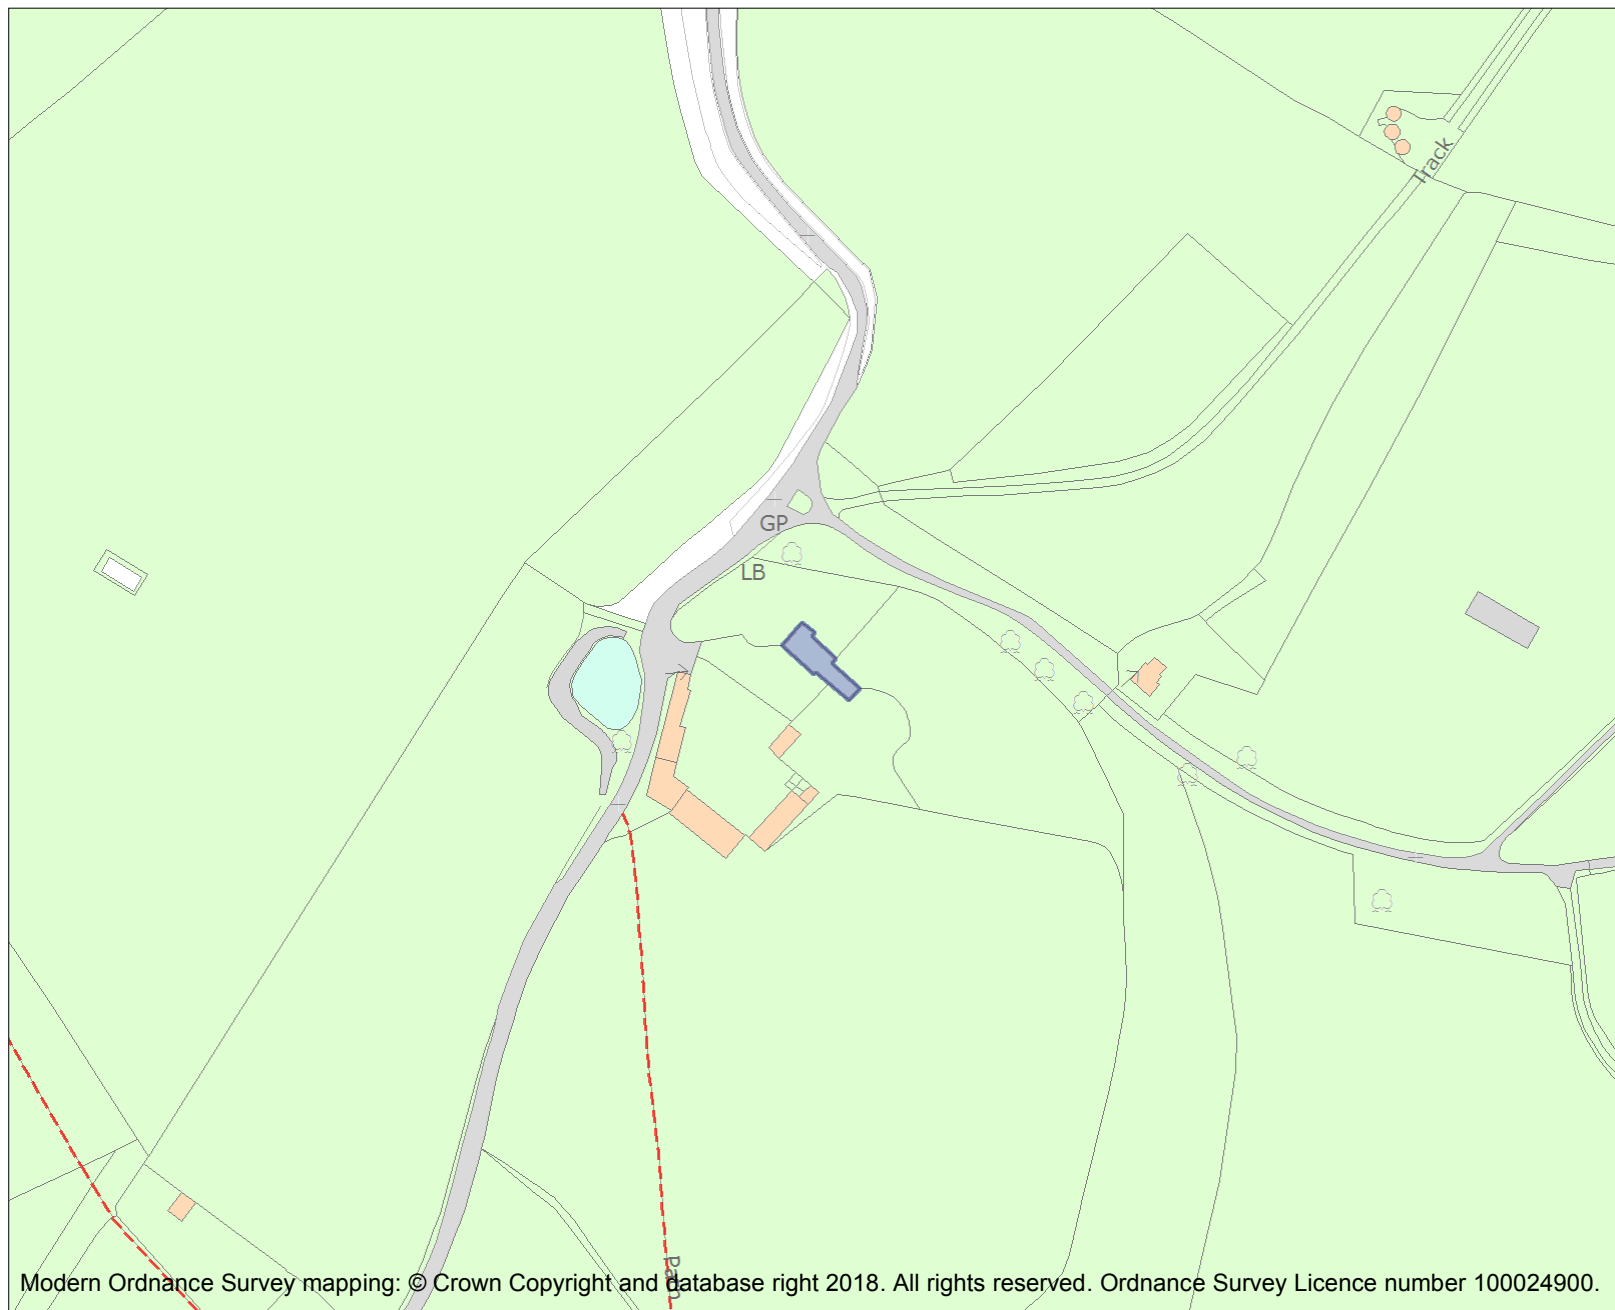 Track
GP
LB
Path
Modern Ordnance Survey mapping: © Crown Copyright and database right 2018. All rights reserved. Ordnance Survey Licence number 100024900.